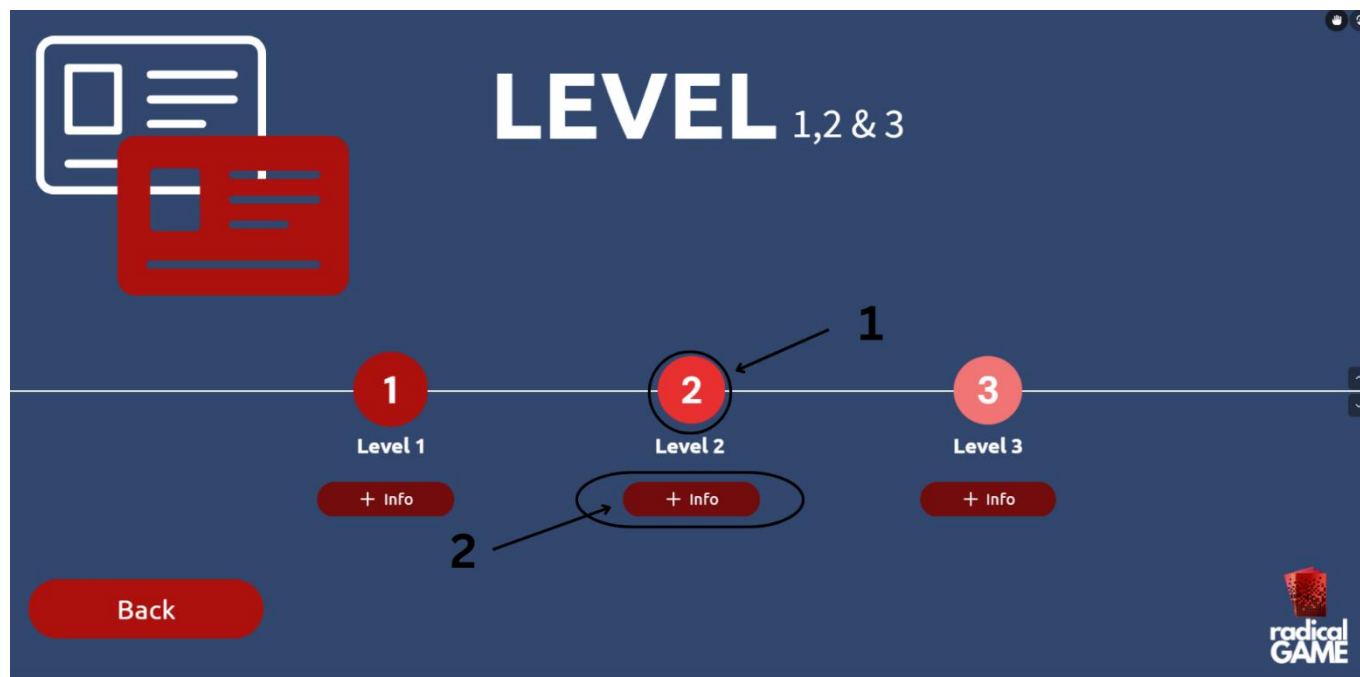 LEVEL 1,2 & 3
1
1 2 3
Level 1 Level 2 Level 3
+ Info + Info + Info
2
Back
radical
GAME